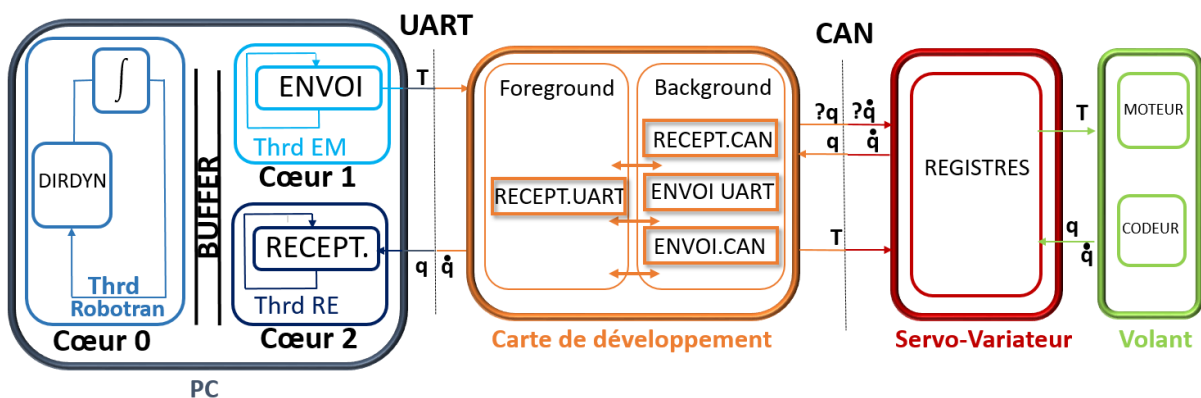 UART
CAN
∫
DIRDYN
Thrd
Robotran
Cœur 0
BUFFER
ENVOI
Thrd EM
Cœur 1
RECEPT.
Thrd RE
Cœur 2
PC
T
q q̇
Foreground
RECEPT.UART
Background
RECEPT.CAN
ENVOI UART
ENVOI.CAN
Carte de développement
?q ?q̇
q q̇
T
REGISTRES
Servo-Variateur
T
q
q̇
MOTEUR
CODEUR
Volant